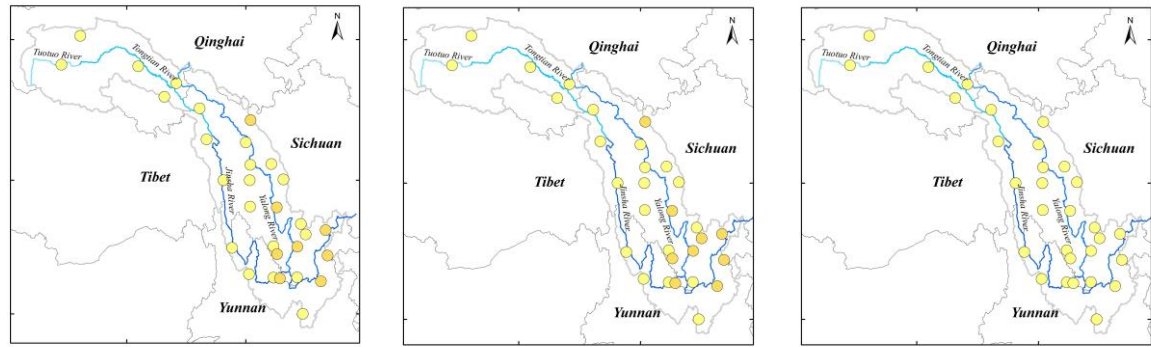 N
Qinghai
Tuotuo River
Tongtian River
Sichuan
Tibet
Jinsha River
Yalong River
Yunnan
N
Qinghai
Tuotuo River
Tongtian River
Sichuan
Tibet
Jinsha River
Yalong River
Yunnan
N
Qinghai
Tuotuo River
Tongtian River
Sichuan
Tibet
Jinsha River
Yalong River
Yunnan